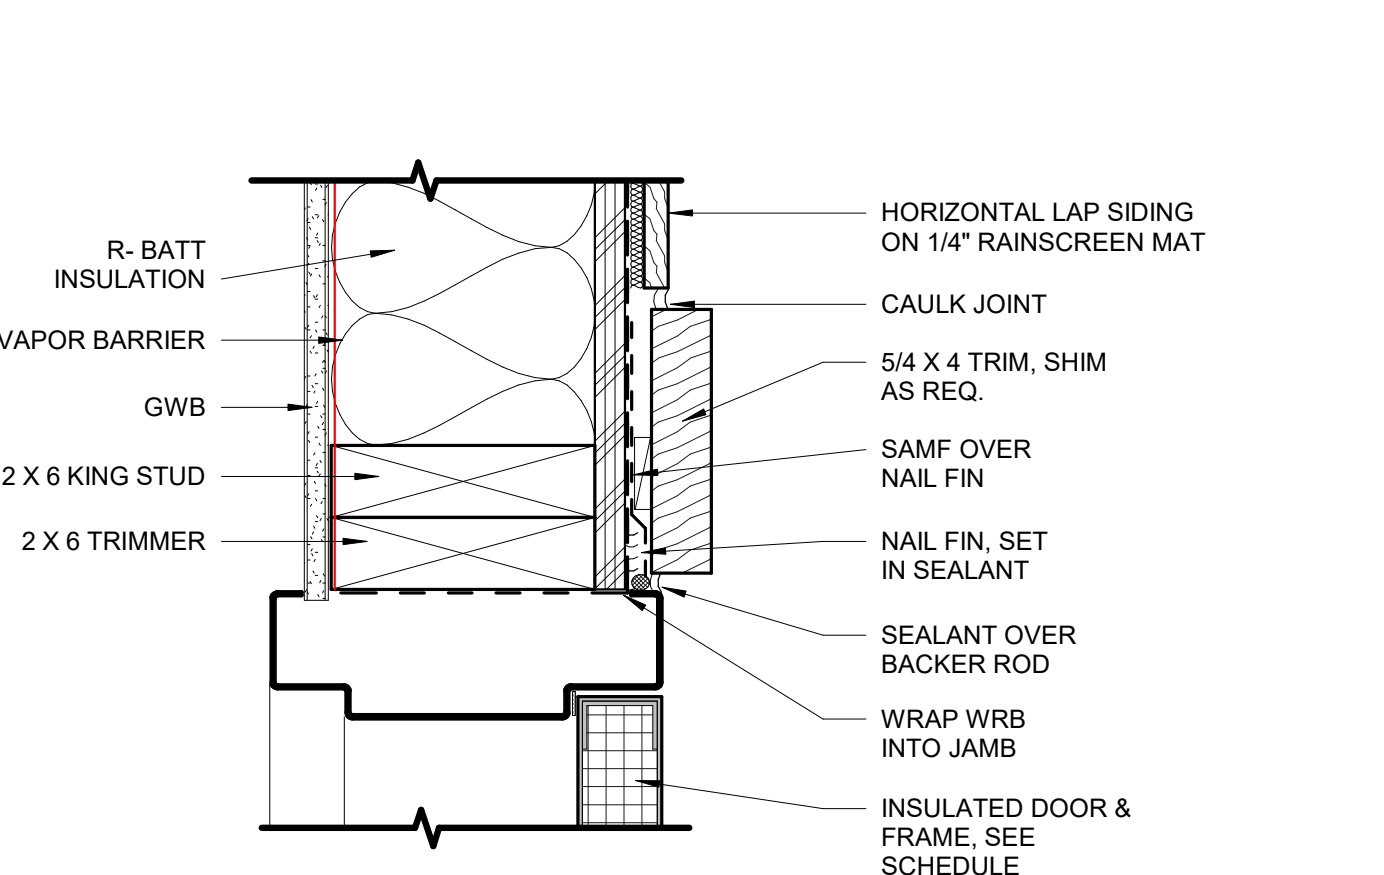 R- BATT
INSULATION
VAPOR BARRIER
GWB
2 X 6 KING STUD
2 X 6 TRIMMER
HORIZONTAL LAP SIDING
ON 1/4" RAINSCREEN MAT
CAULK JOINT
5/4 X 4 TRIM, SHIM
AS REQ.
SAMF OVER
NAIL FIN
NAIL FIN, SET
IN SEALANT
SEALANT OVER
BACKER ROD
WRAP WRB
INTO JAMB
INSULATED DOOR &
FRAME, SEE
SCHEDULE